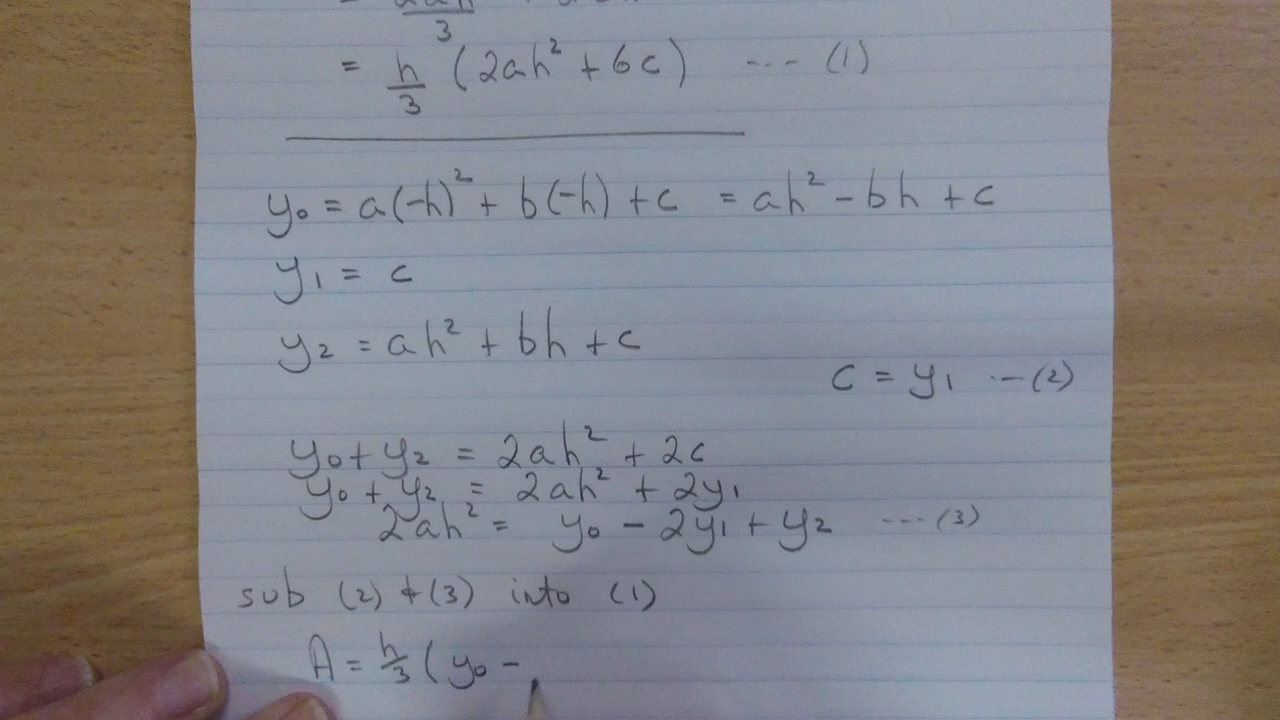 3
= h/3 (2ah² + 6c) --- (1)
y₀ = a(-h)² + b(-h) + c = ah² - bh + c
y₁ = c
y₂ = ah² + bh + c
c = y₁ --- (2)
y₀ + y₂ = 2ah² + 2c
y₀ + y₂ = 2ah² + 2y₁
2ah² = y₀ - 2y₁ + y₂ --- (3)
sub (2) & (3) into (1)
A = h/3 (y₀ -